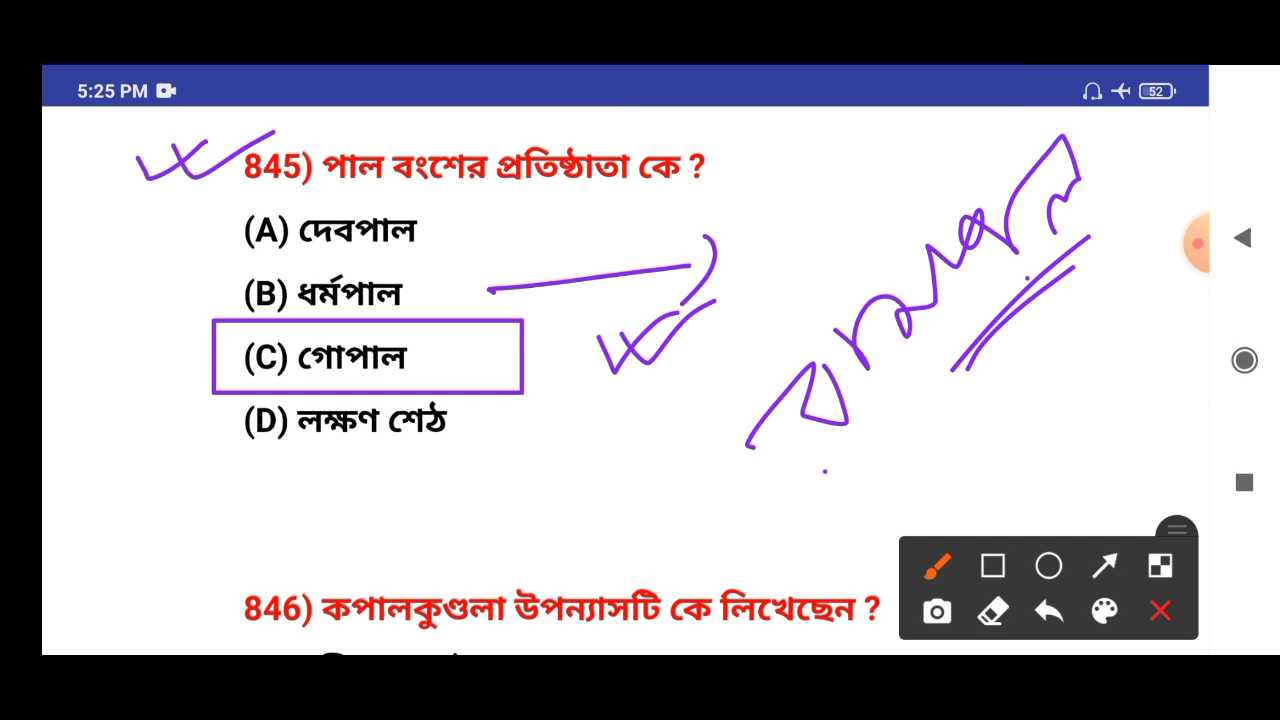 5:25 PM
52
845) পাল বংশের প্রতিষ্ঠাতা কে ?
(A) দেবপাল
(B) ধর্মপাল
(C) গোপাল
(D) লক্ষণ শেঠ
846) কপালকুণ্ডলা উপন্যাসটি কে লিখেছেন ?